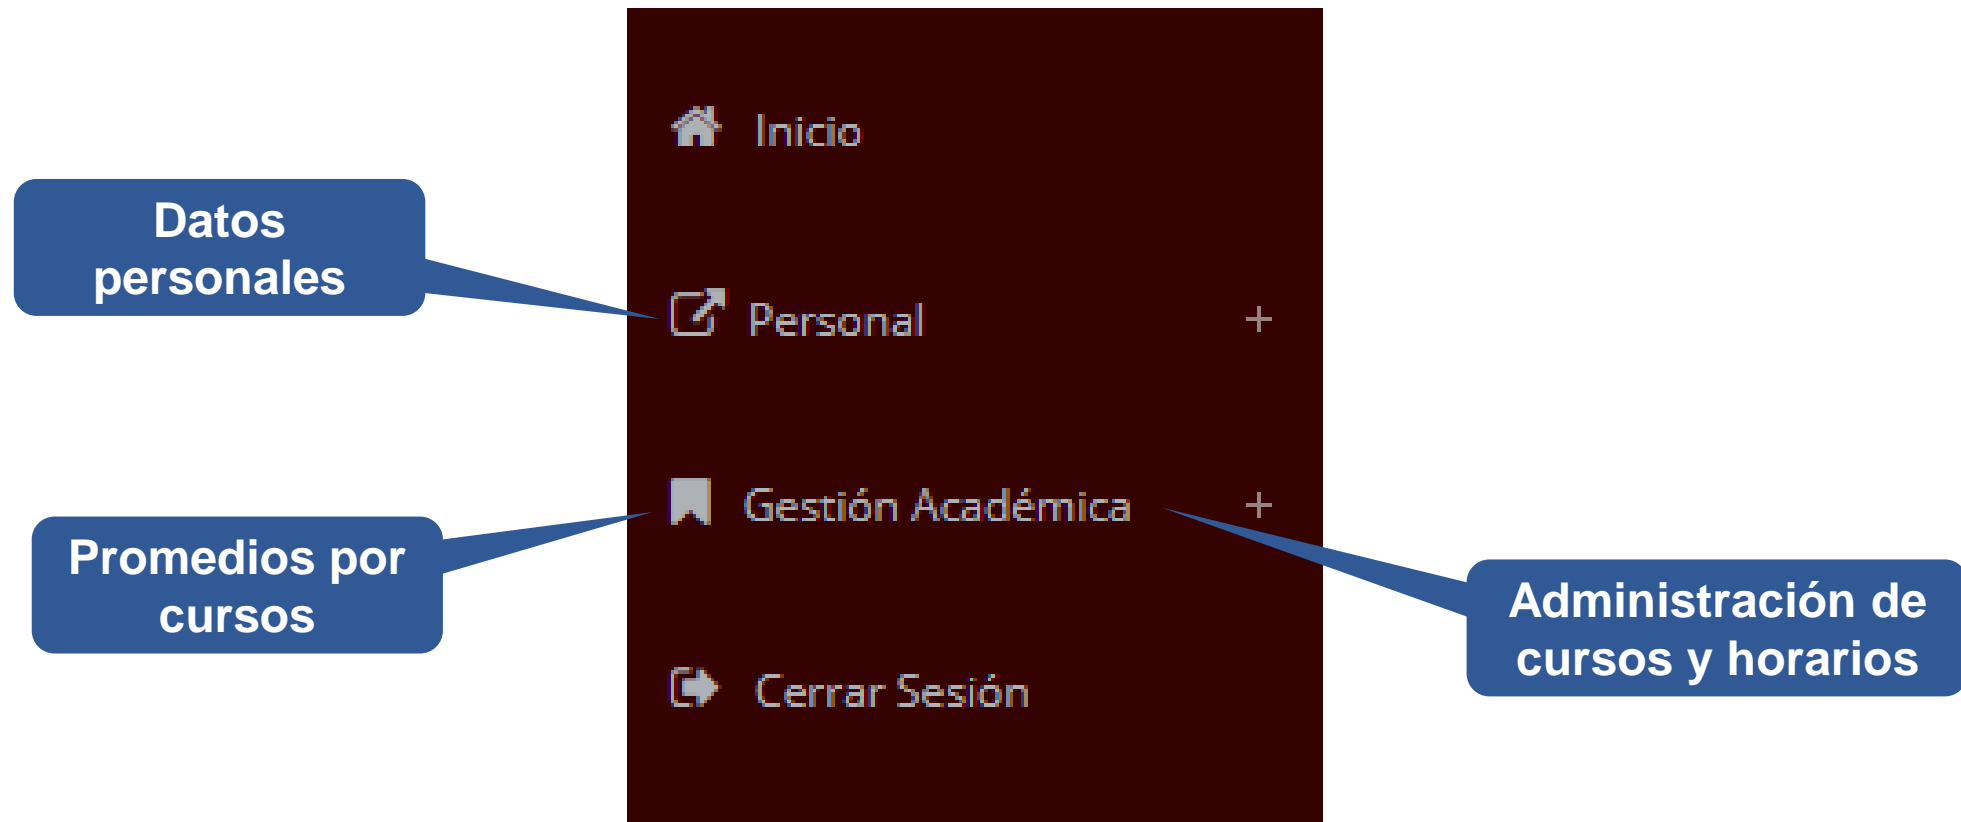 Inicio
Datos
personales
Personal +
Gestión Académica +
Promedios por
cursos
Administración de
cursos y horarios
Cerrar Sesión